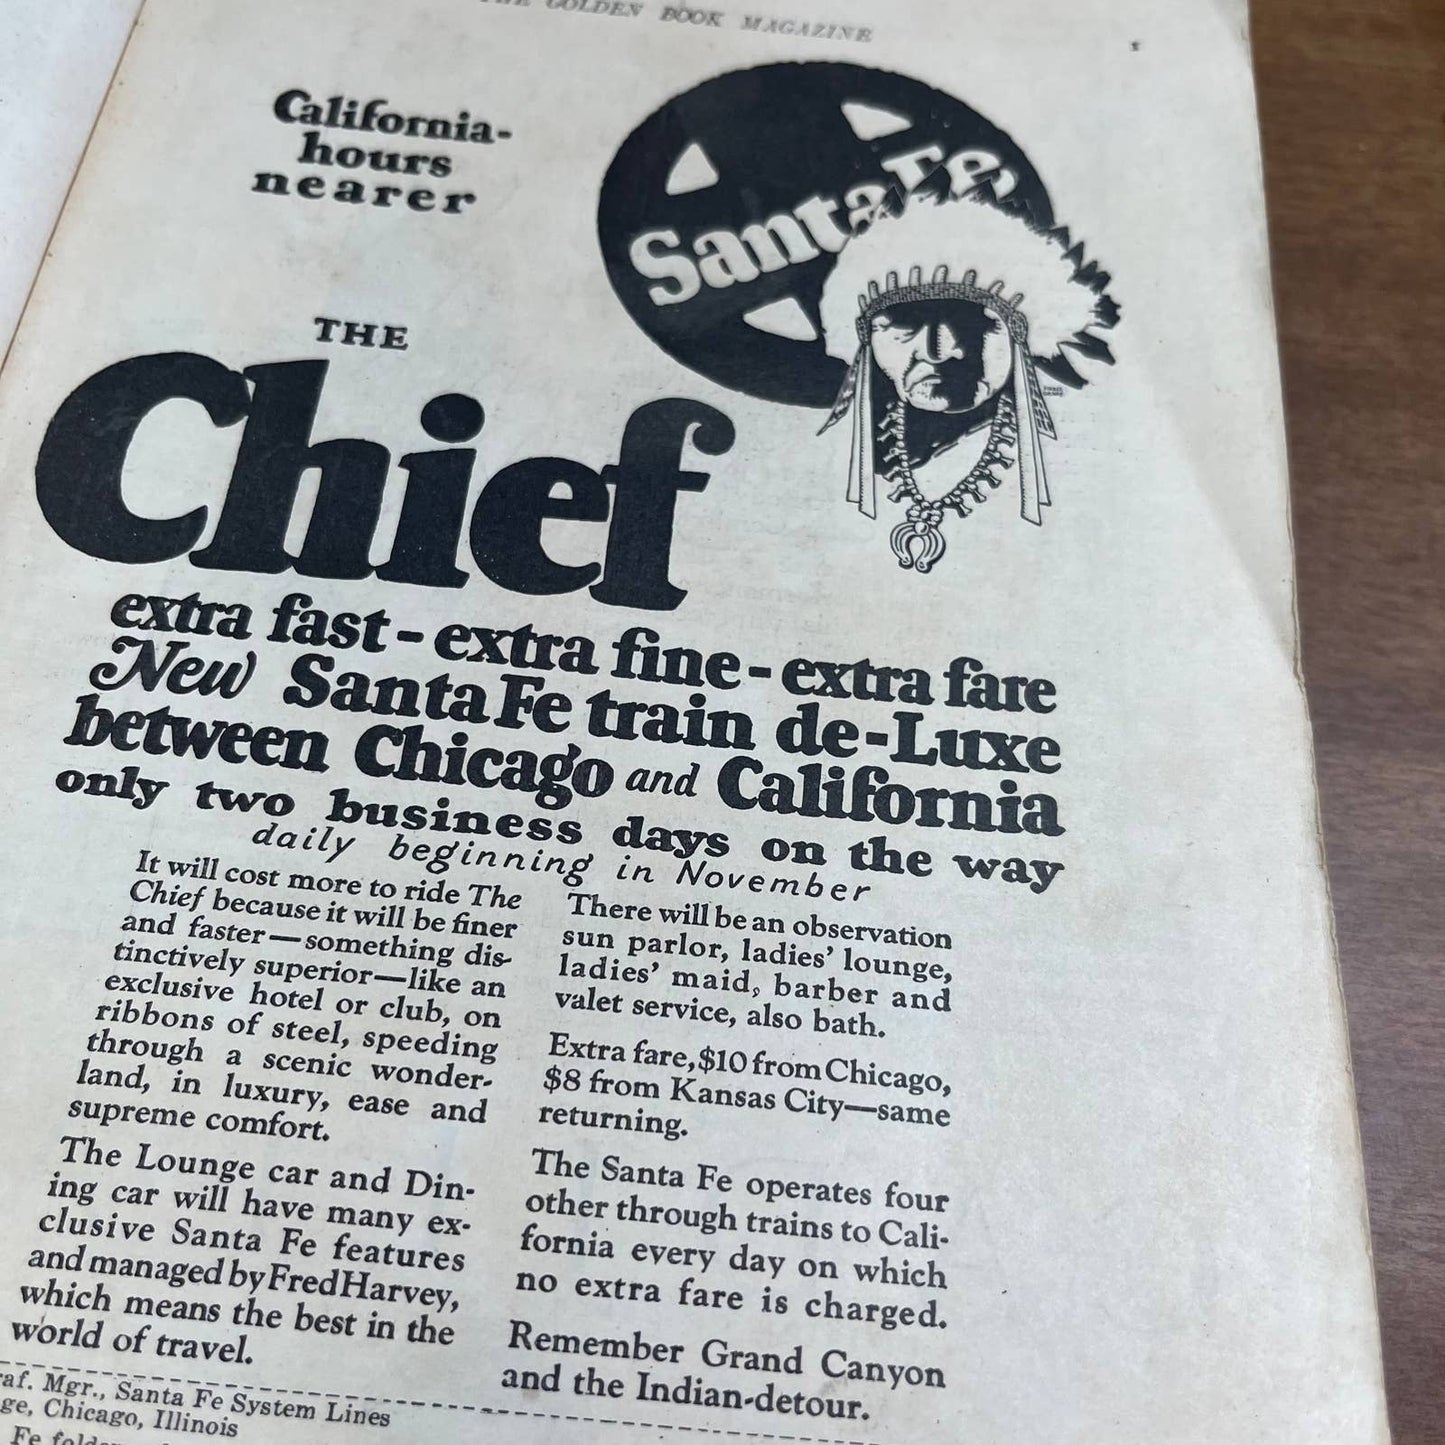 THE GOLDEN BOOK MAGAZINE
California-
hours
nearer
Santa Fe
THE
Chief
extra fast - extra fine - extra fare
New Santa Fe train de-Luxe
between Chicago and California
only two business days on the way
daily beginning in November
It will cost more to ride The
Chief because it will be finer
and faster—something dis-
tinctively superior—like an
exclusive hotel or club, on
ribbons of steel, speeding
through a scenic wonder-
land, in luxury, ease and
supreme comfort.
The Lounge car and Din-
ing car will have many ex-
clusive Santa Fe features
and managed by Fred Harvey,
which means the best in the
world of travel.
There will be an observation
sun parlor, ladies' lounge,
ladies' maid, barber and
valet service, also bath.
Extra fare, $10 from Chicago,
$8 from Kansas City—same
returning.
The Santa Fe operates four
other through trains to Cali-
fornia every day on which
no extra fare is charged.
Remember Grand Canyon
and the Indian-detour.
af. Mgr., Santa Fe System Lines
ge, Chicago, Illinois
Fe